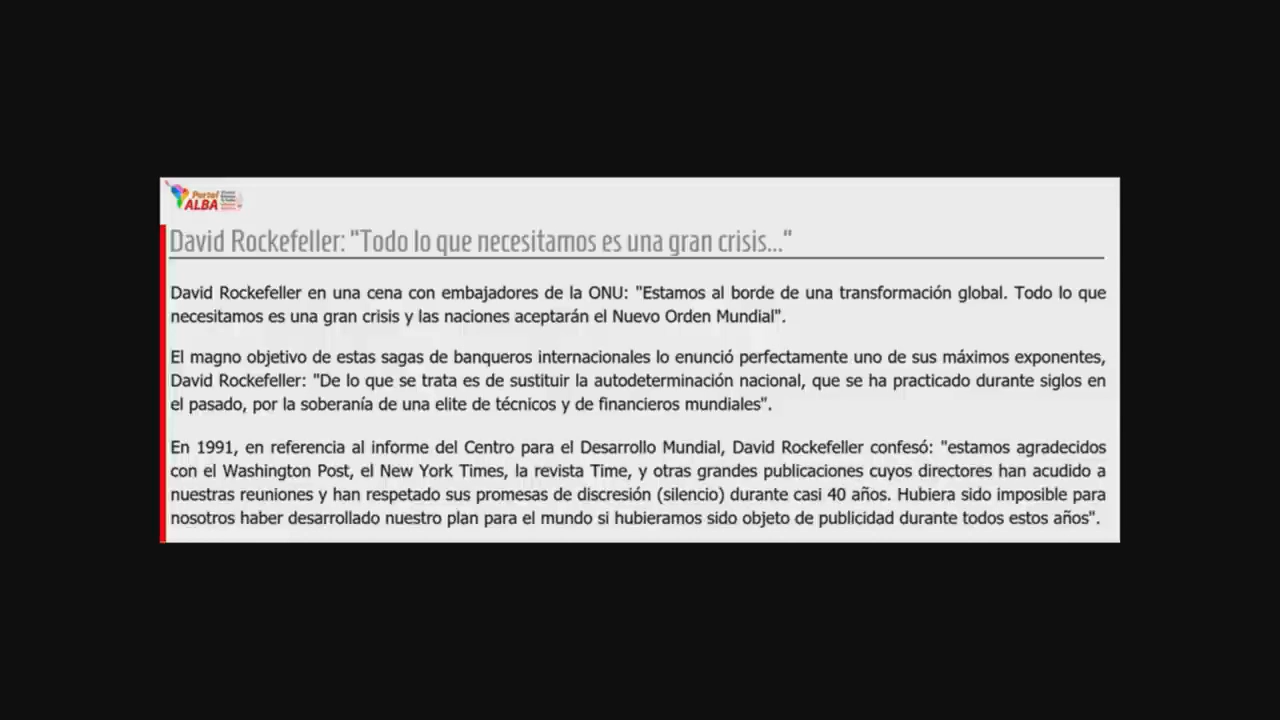 Portal
ALBA
David Rockefeller: "Todo lo que necesitamos es una gran crisis..."
David Rockefeller en una cena con embajadores de la ONU: "Estamos al borde de una transformación global. Todo lo que
necesitamos es una gran crisis y las naciones aceptarán el Nuevo Orden Mundial".
El magno objetivo de estas sagas de banqueros internacionales lo enunció perfectamente uno de sus máximos exponentes,
David Rockefeller: "De lo que se trata es de sustituir la autodeterminación nacional, que se ha practicado durante siglos en
el pasado, por la soberanía de una elite de técnicos y de financieros mundiales".
En 1991, en referencia al informe del Centro para el Desarrollo Mundial, David Rockefeller confesó: "estamos agradecidos
con el Washington Post, el New York Times, la revista Time, y otras grandes publicaciones cuyos directores han acudido a
nuestras reuniones y han respetado sus promesas de discreción (silencio) durante casi 40 años. Hubiera sido imposible para
nosotros haber desarrollado nuestro plan para el mundo si hubieramos sido objeto de publicidad durante todos estos años".